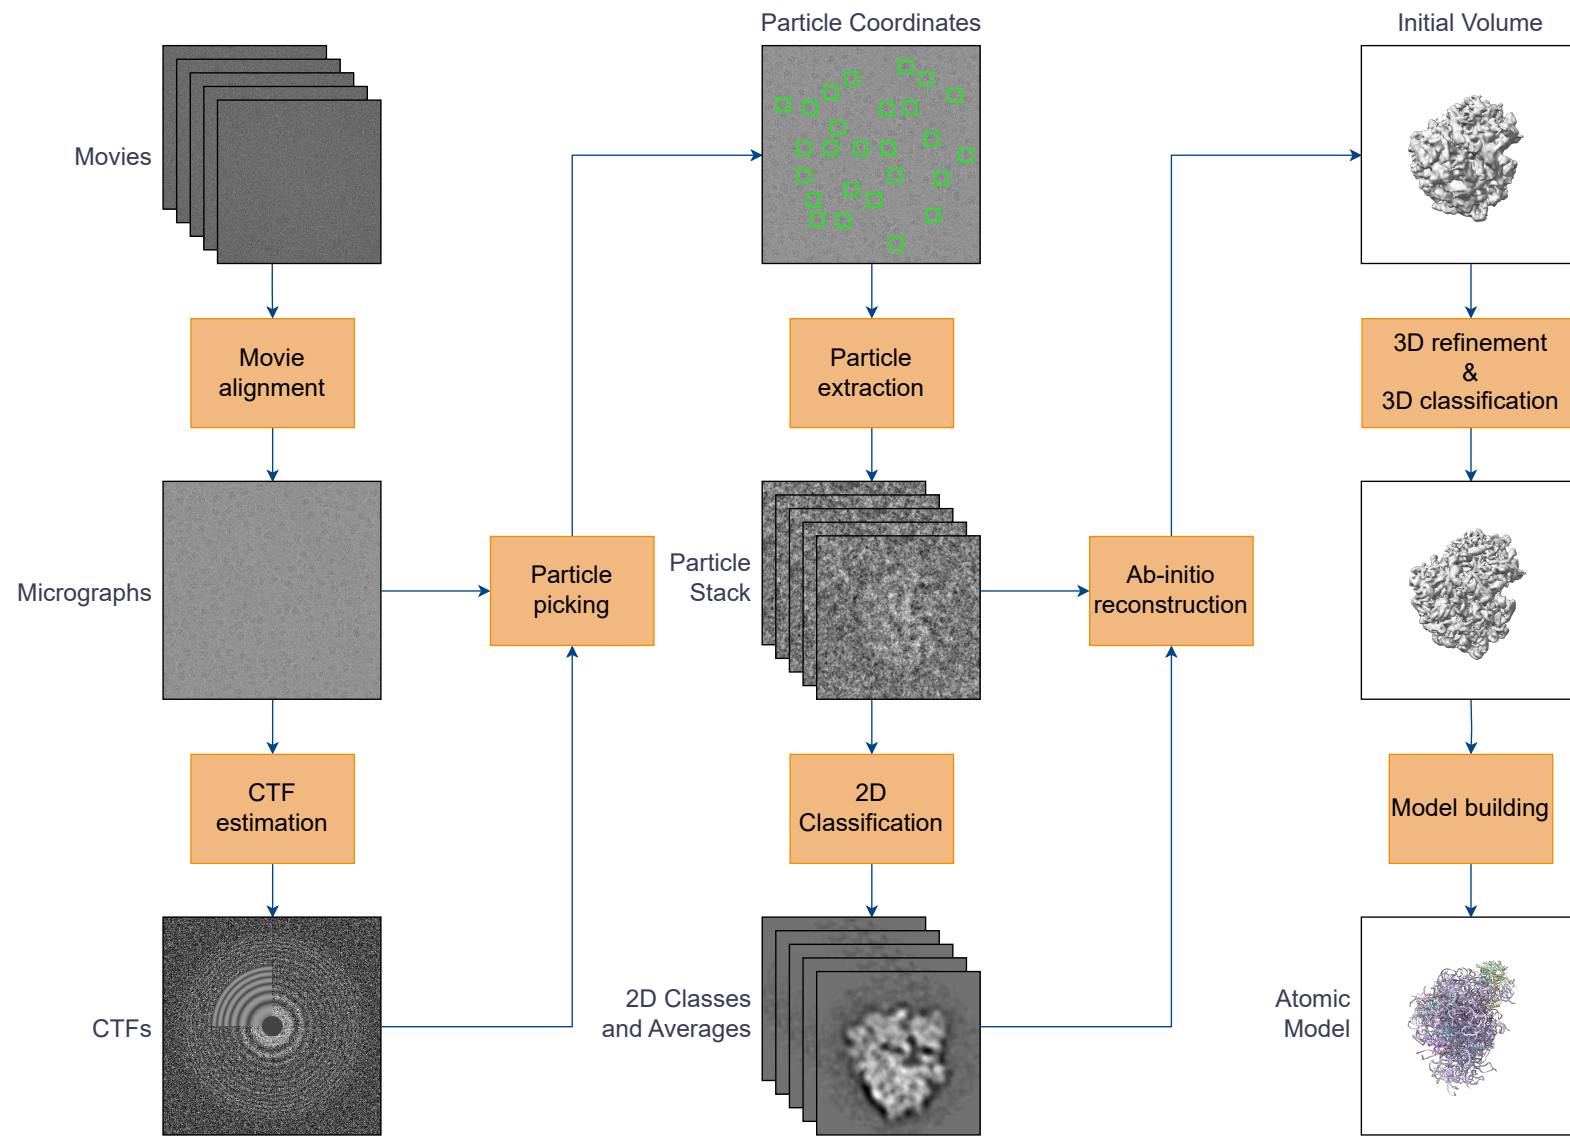 Movies
Movie
alignment
Micrographs
CTF
estimation
CTFs
Particle
picking
Particle Coordinates
Particle
extraction
Particle
Stack
2D
Classification
2D Classes
and Averages
Ab-initio
reconstruction
Initial Volume
3D refinement
&
3D classification
Model building
Atomic
Model